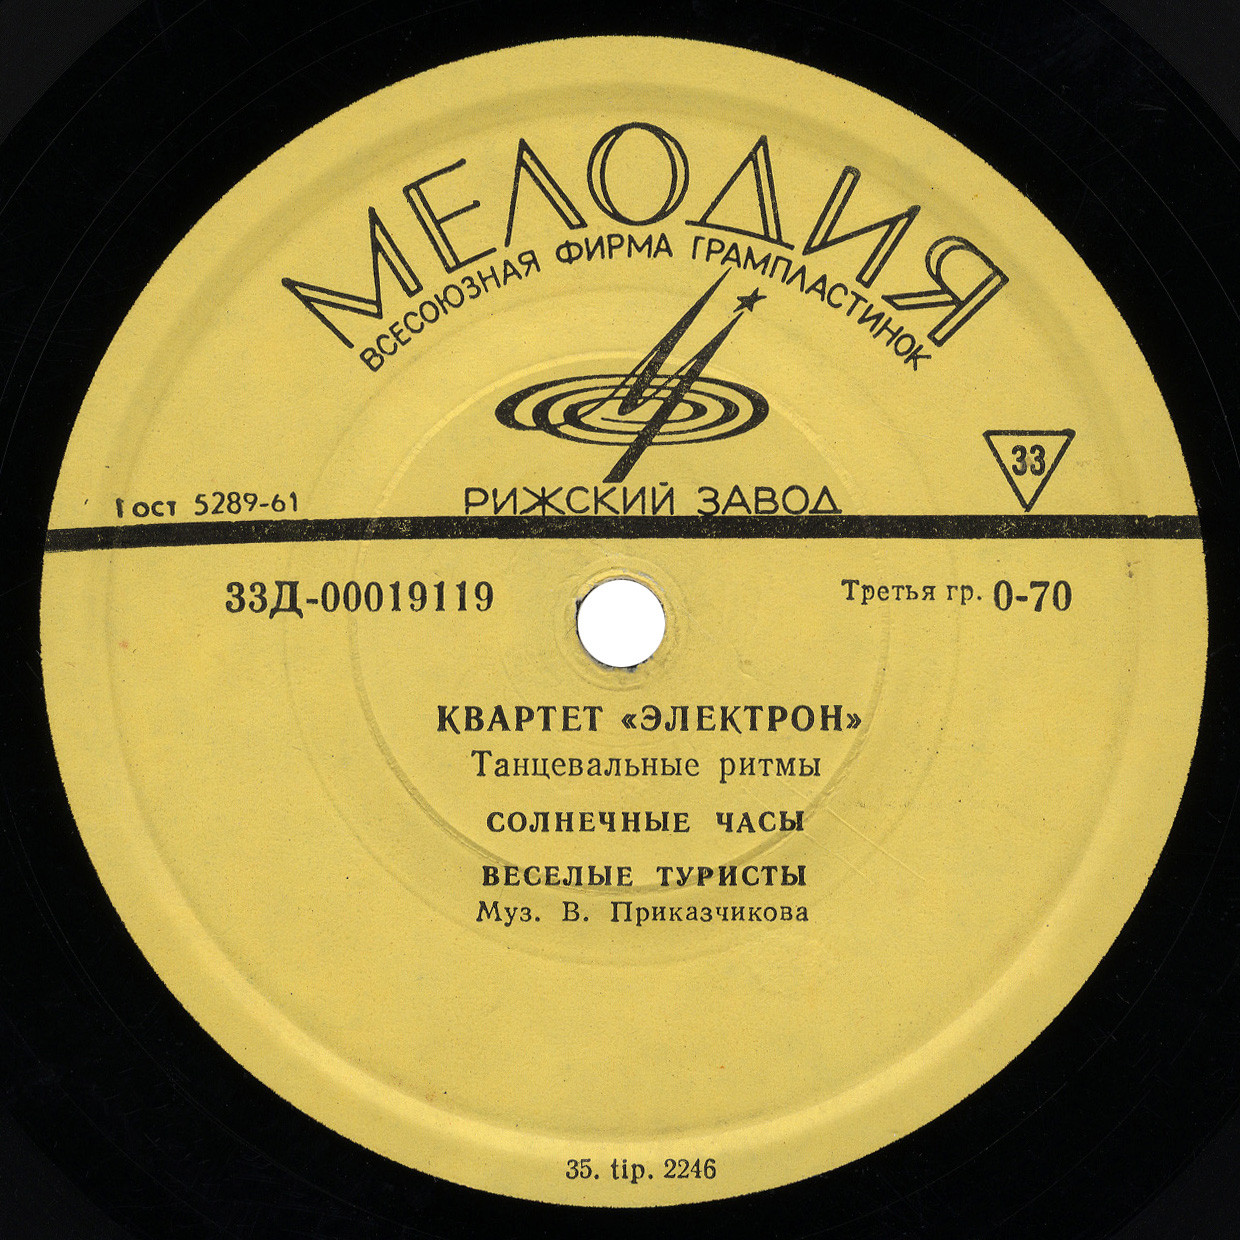 МЕЛОДИЯ
ВСЕСОЮЗНАЯ ФИРМА ГРАМПЛАСТИНОК
33
Гост 5289-61
РИЖСКИЙ ЗАВОД
33Д-00019119
Третья гр. 0-70
КВАРТЕТ «ЭЛЕКТРОН»
Танцевальные ритмы
СОЛНЕЧНЫЕ ЧАСЫ
ВЕСЕЛЫЕ ТУРИСТЫ
Муз. В. Приказчикова
35. tip. 2246